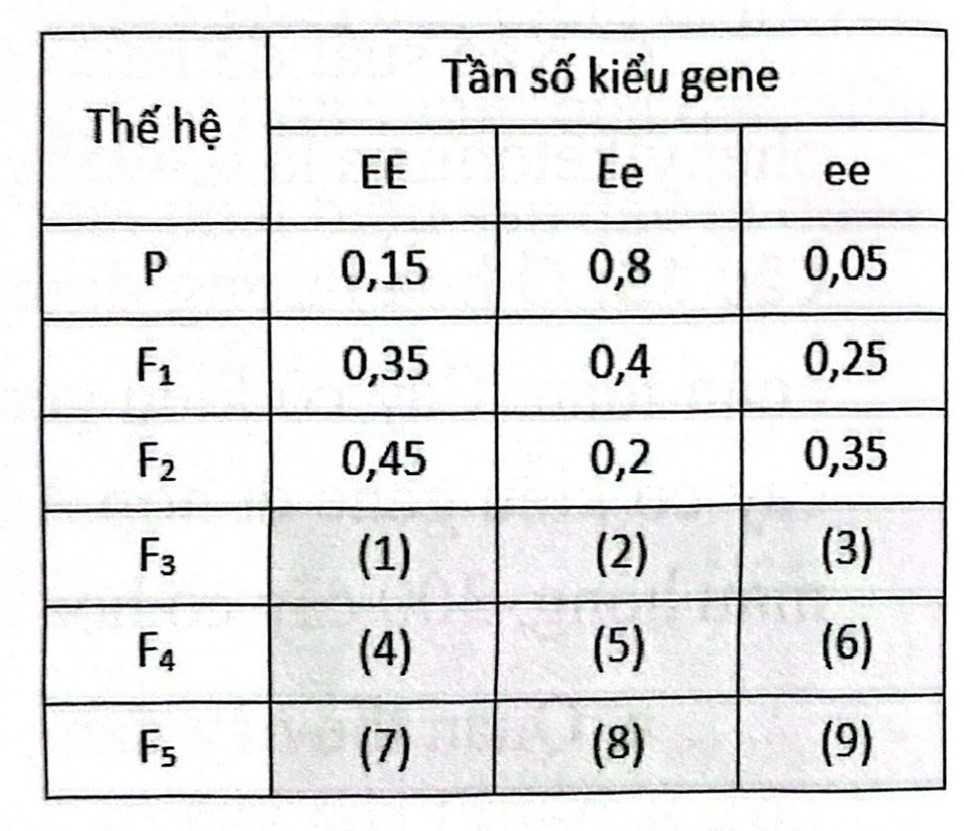 Thế hệ Tần số kiểu gene
EE Ee ee
P 0,15 0,8 0,05
F₁ 0,35 0,4 0,25
F₂ 0,45 0,2 0,35
F₃ (1) (2) (3)
F₄ (4) (5) (6)
F₅ (7) (8) (9)